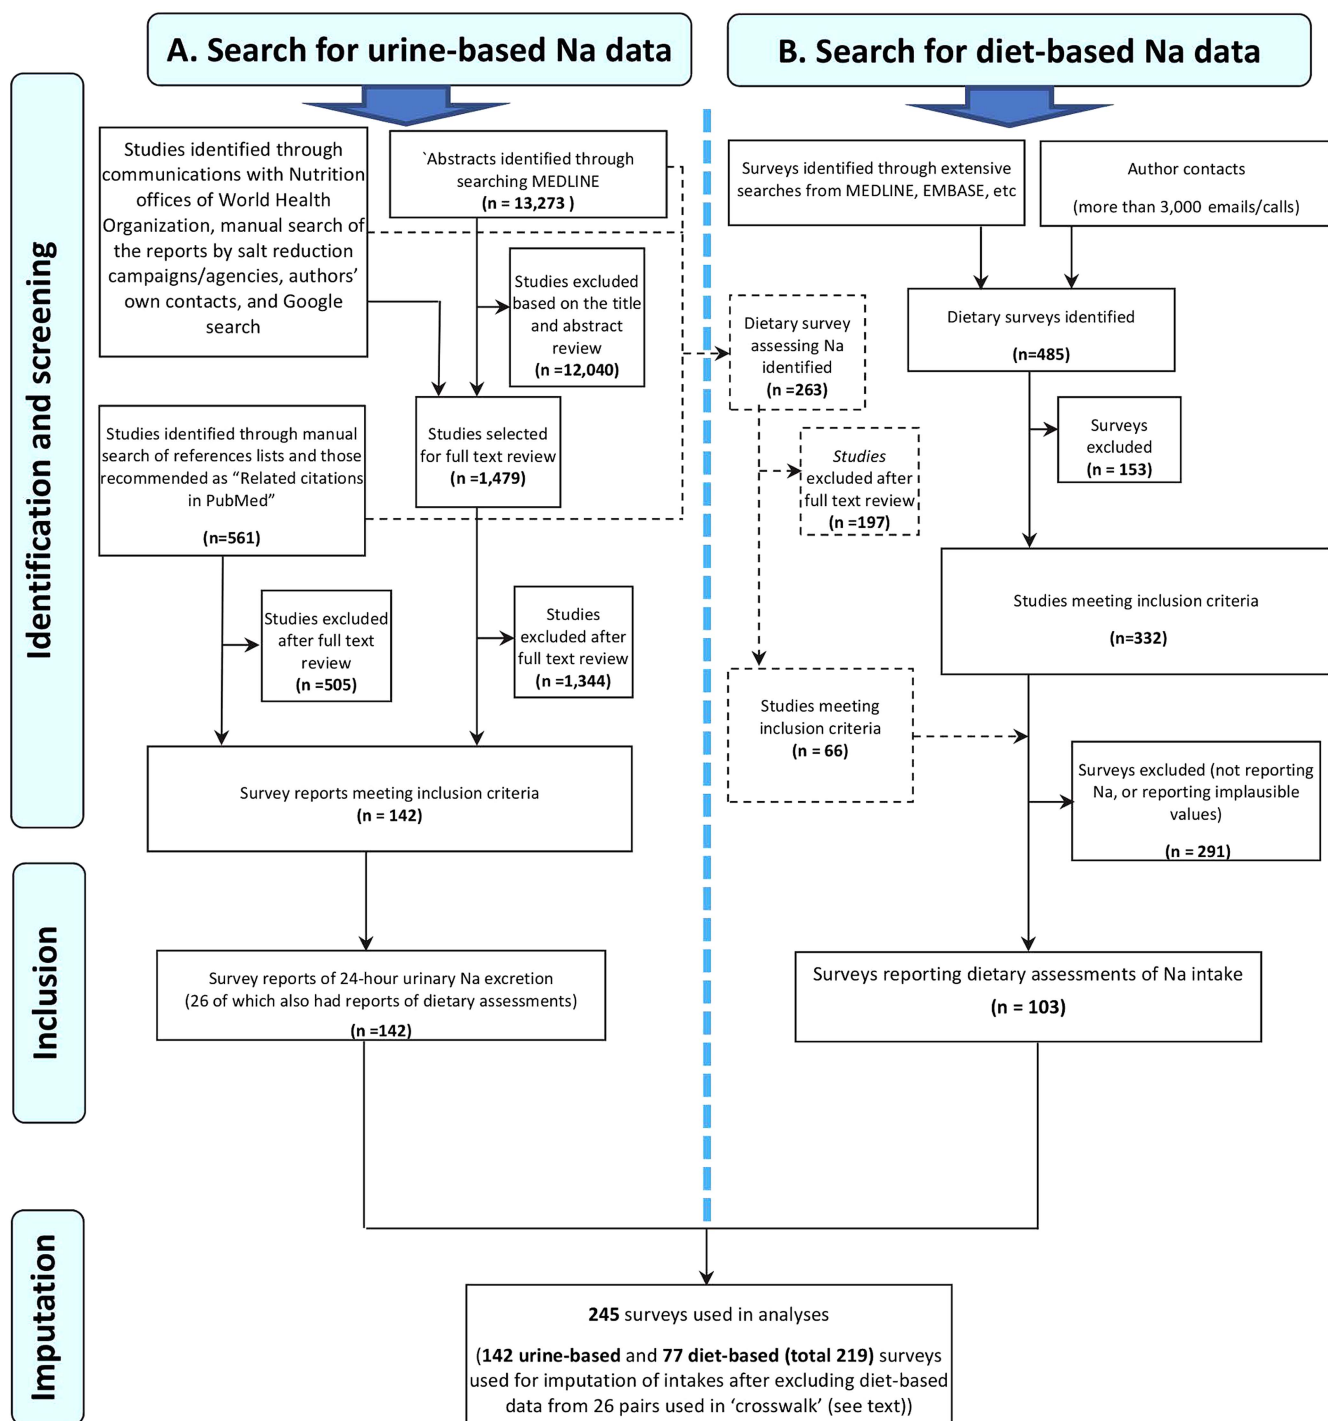 A. Search for urine-based Na data
B. Search for diet-based Na data
Identification and screening
Studies identified through
communications with Nutrition
offices of World Health
Organization, manual search of
the reports by salt reduction
campaigns/agencies, authors’
own contacts, and Google
search
`Abstracts identified through
searching MEDLINE
(n = 13,273 )
Studies excluded
based on the title
and abstract
review
(n =12,040)
Studies identified through manual
search of references lists and those
recommended as “Related citations
in PubMed”
(n=561)
Studies selected
for full text review
(n =1,479)
Studies excluded
after full text
review
(n =505)
Studies
excluded after
full text review
(n =1,344)
Survey reports meeting inclusion criteria
(n = 142)
Surveys identified through extensive
searches from MEDLINE, EMBASE, etc
Author contacts
(more than 3,000 emails/calls)
Dietary survey
assessing Na
identified
(n =263)
Dietary surveys identified
(n=485)
Surveys
excluded
(n = 153)
Studies
excluded after
full text review
(n =197)
Studies meeting inclusion criteria
(n=332)
Studies meeting
inclusion criteria
(n = 66)
Surveys excluded (not reporting
Na, or reporting implausible
values)
(n = 291)
Inclusion
Survey reports of 24-hour urinary Na excretion
(26 of which also had reports of dietary assessments)
(n =142)
Surveys reporting dietary assessments of Na intake
(n = 103)
Imputation
245 surveys used in analyses
(142 urine-based and 77 diet-based (total 219) surveys
used for imputation of intakes after excluding diet-based
data from 26 pairs used in ‘crosswalk’ (see text))